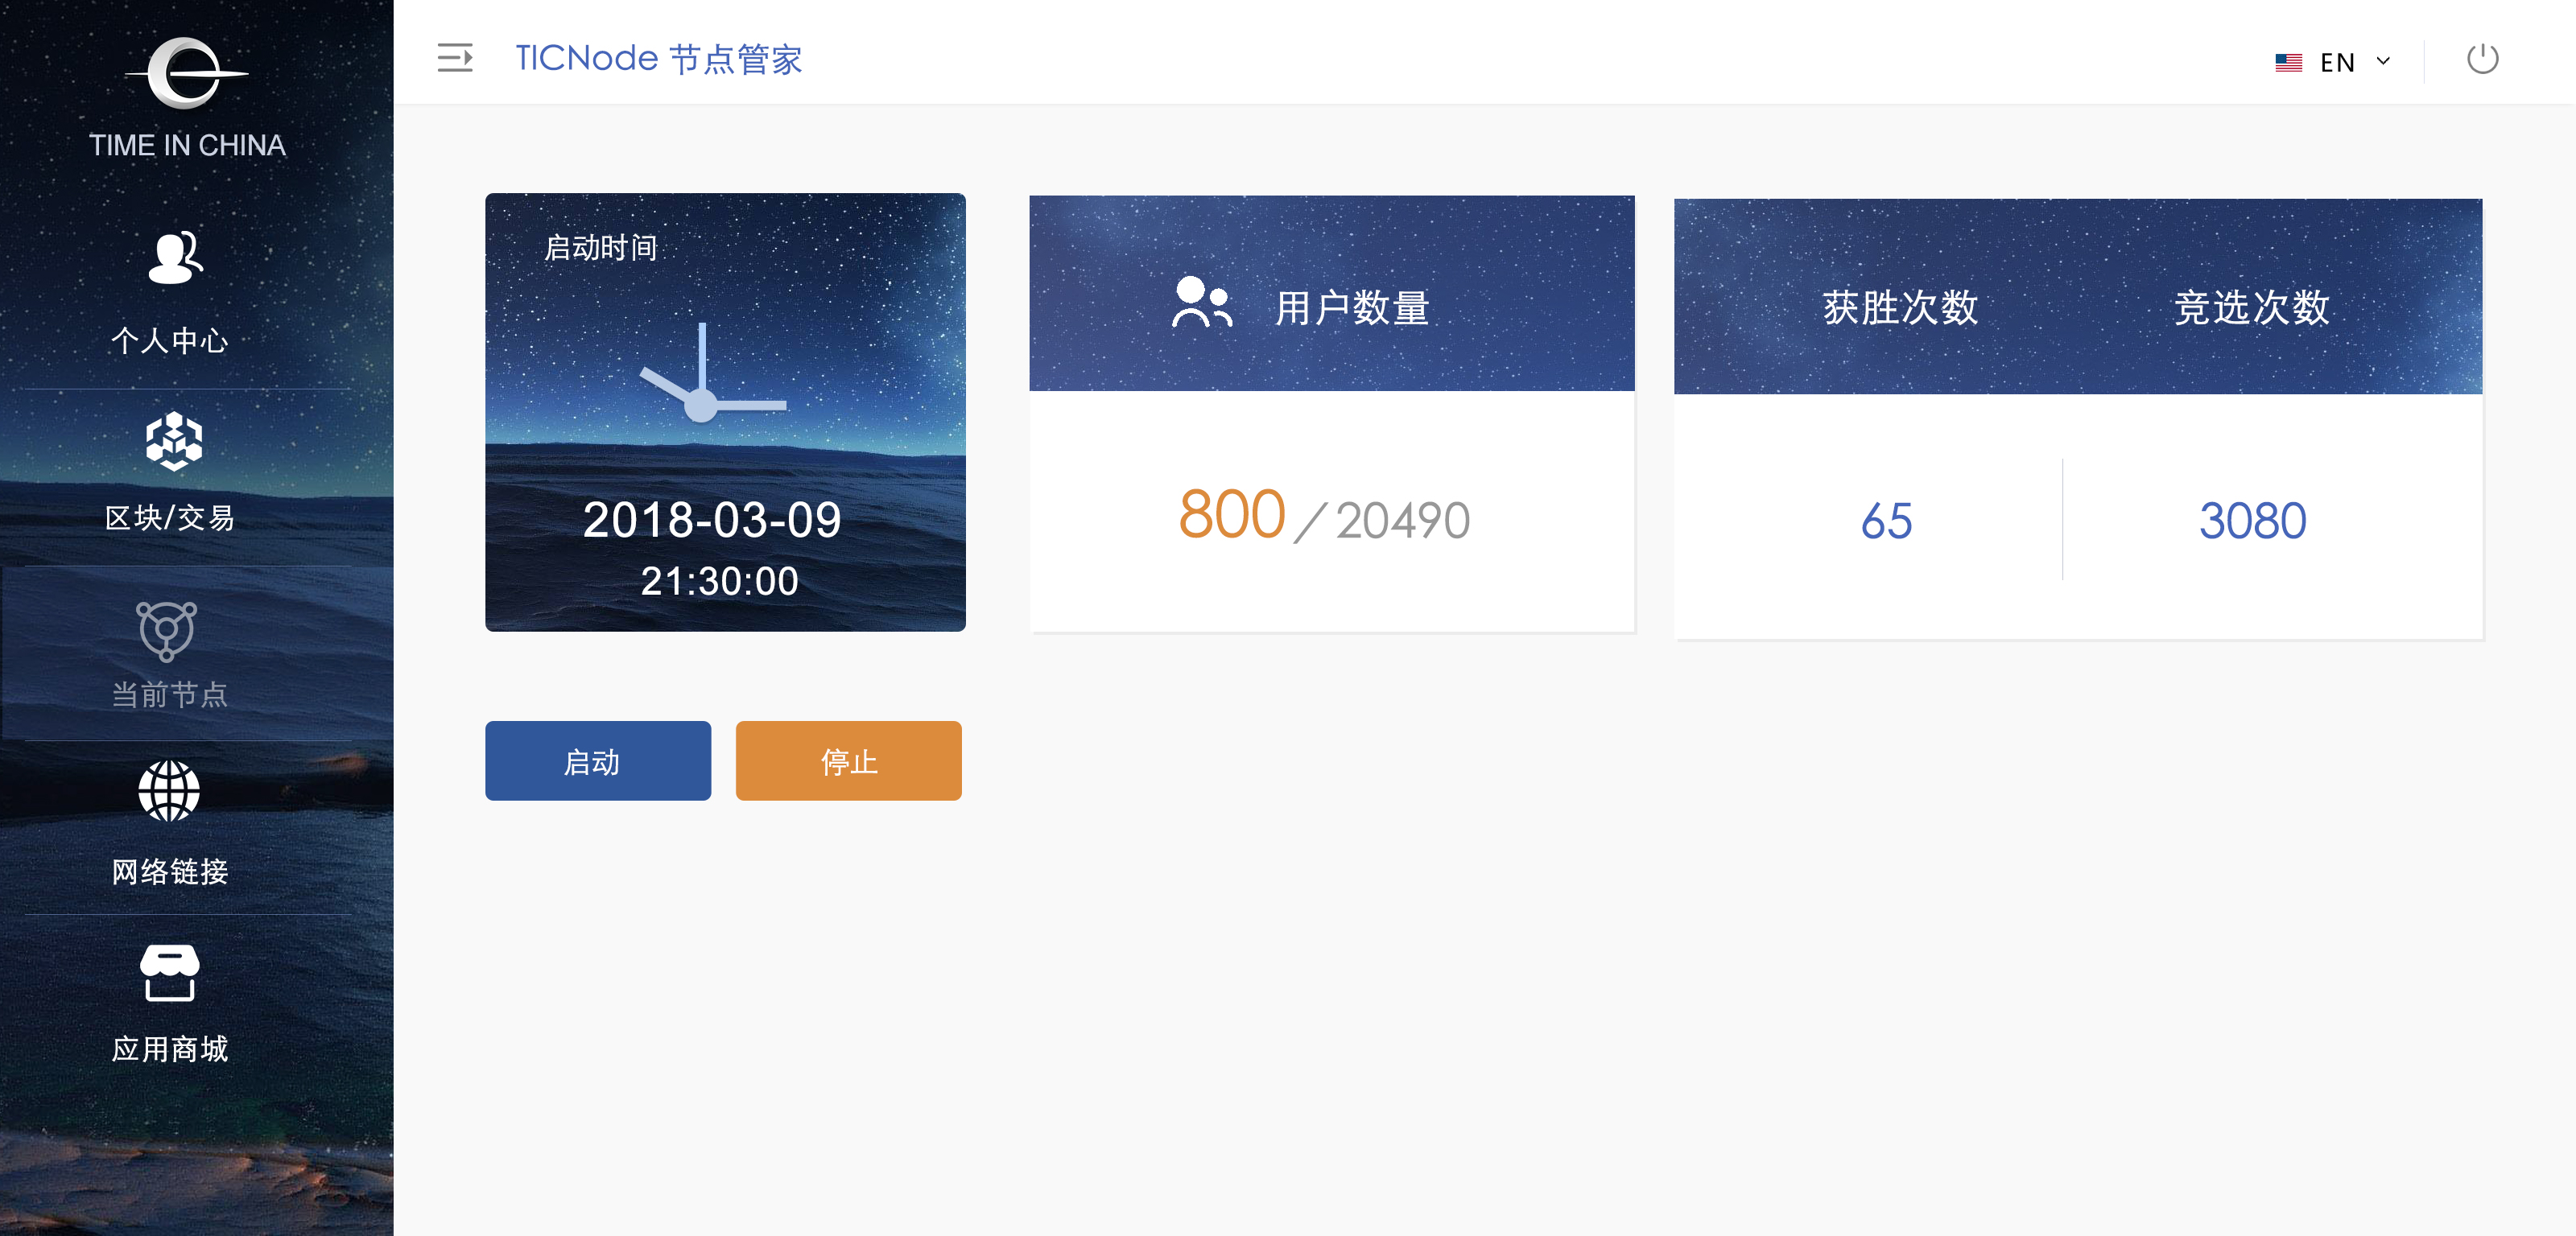 TIME IN CHINA
个人中心
区块/交易
当前节点
网络链接
应用商城
TICNode 节点管家
EN
启动时间
2018-03-09
21:30:00
用户数量
800/20490
获胜次数 竞选次数
65 3080
启动 停止